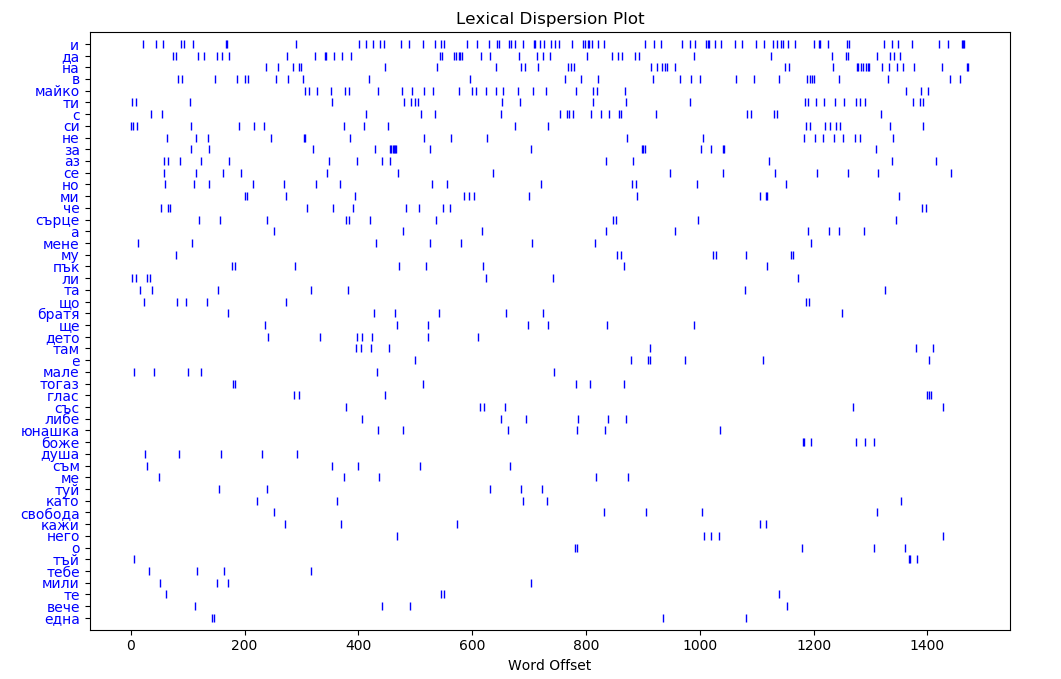 Lexical Dispersion Plot
и
да
на
в
майко
ти
с
си
не
за
аз
се
но
ми
че
сърце
а
мене
му
пък
ли
та
що
братя
ще
дето
там
е
мале
тогаз
глас
със
либе
юнашка
боже
душа
съм
ме
туй
като
свобода
кажи
него
о
тъй
тебе
мили
те
вече
една
0 200 400 600 800 1000 1200 1400
Word Offset